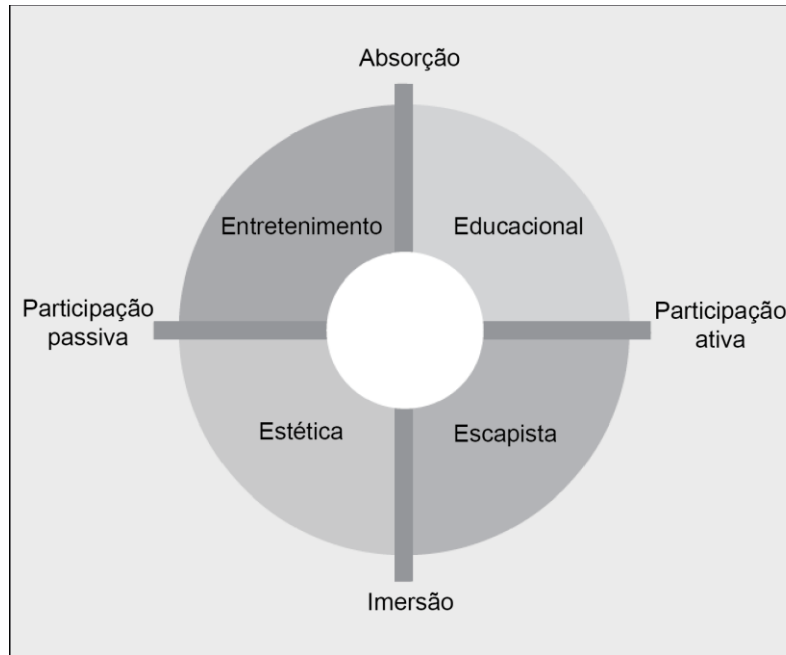 Absorção
Entretenimento
Educacional
Participação
passiva
Participação
ativa
Estética
Escapista
Imersão